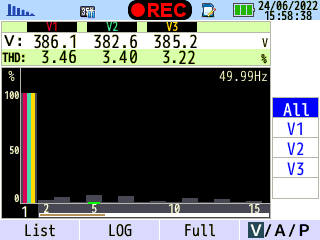 REC 24/06/2022
15:58:38
V1 V2 V3
V: 386.1 382.6 385.2 V
THD: 3.46 3.40 3.22 %
% 49.99Hz
100
50
0
1 2 5 10 15
All
V1
V2
V3
List LOG Full V/A/P